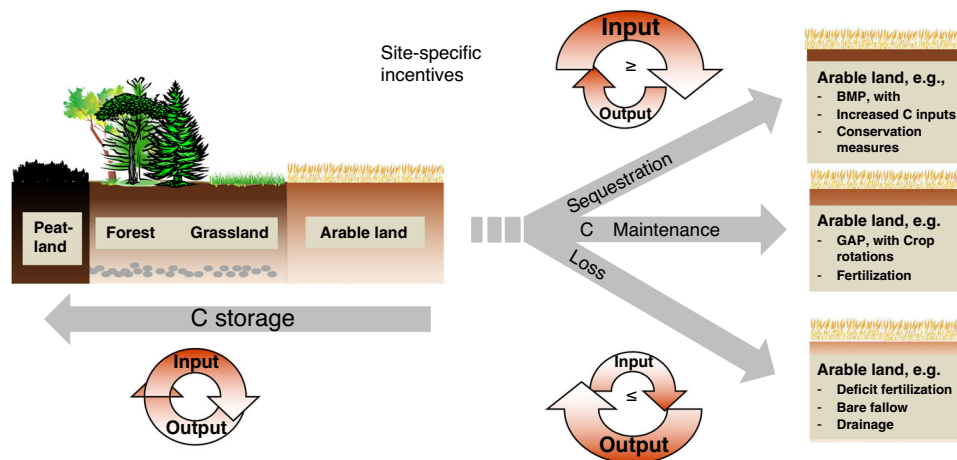 Site-specific
incentives
Input
≥
Output
Peat-
land
Forest
Grassland
Arable land
C storage
Input
Output
Sequestration
C Maintenance
Loss
Input
≤
Output
Arable land, e.g.,
- BMP, with
- Increased C inputs
- Conservation
measures
Arable land, e.g.
- GAP, with Crop
rotations
- Fertilization
Arable land, e.g.
- Deficit fertilization
- Bare fallow
- Drainage